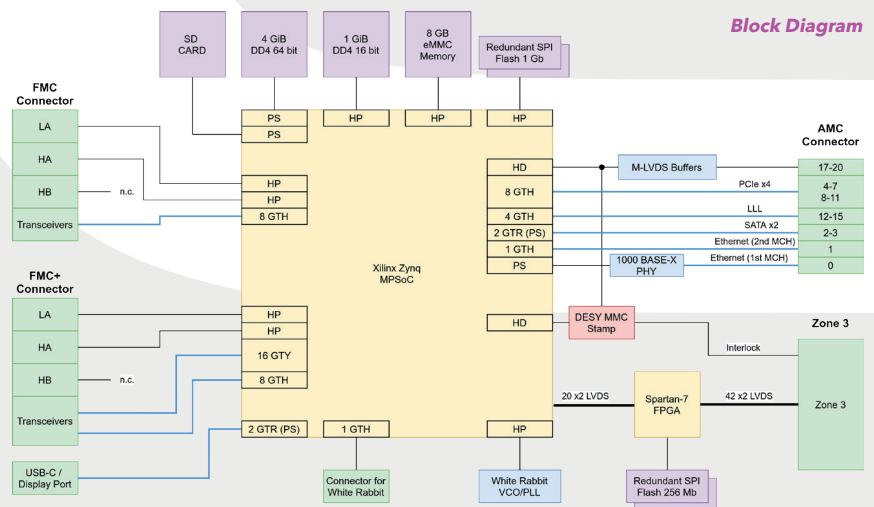 Block Diagram
SD
CARD
4 GiB
DD4 64 bit
1 GiB
DD4 16 bit
8 GB
eMMC
Memory
Redundant SPI
Flash 1 Gb
FMC
Connector
LA
HA
HB
n.c.
Transceivers
PS
PS
HP
HP
HP
HP
HP
8 GTH
AMC
Connector
HD
M-LVDS Buffers
17-20
8 GTH
PCIe x4
4-7
8-11
4 GTH
LLL
12-15
2 GTR (PS)
SATA x2
2-3
1 GTH
Ethernet (2nd MCH)
1
PS
1000 BASE-X
PHY
Ethernet (1st MCH)
0
Xilinx Zynq
MPSoC
FMC+
Connector
LA
HA
HB
n.c.
Transceivers
HP
HP
16 GTY
8 GTH
HD
DESY MMC
Stamp
Interlock
Zone 3
Zone 3
20 x2 LVDS
Spartan-7
FPGA
42 x2 LVDS
2 GTR (PS)
1 GTH
HP
USB-C /
Display Port
Connector for
White Rabbit
White Rabbit
VCO/PLL
Redundant SPI
Flash 256 Mb